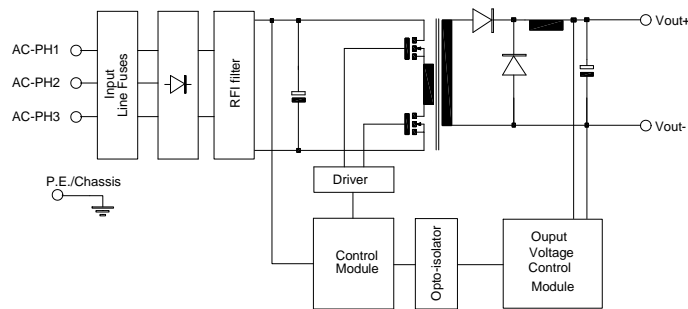 AC-PH1
AC-PH2
AC-PH3
Input
Line Fuses
RFI filter
Vout+
Vout-
P.E./Chassis
Driver
Control
Module
Opto-isolator
Ouput
Voltage
Control
Module